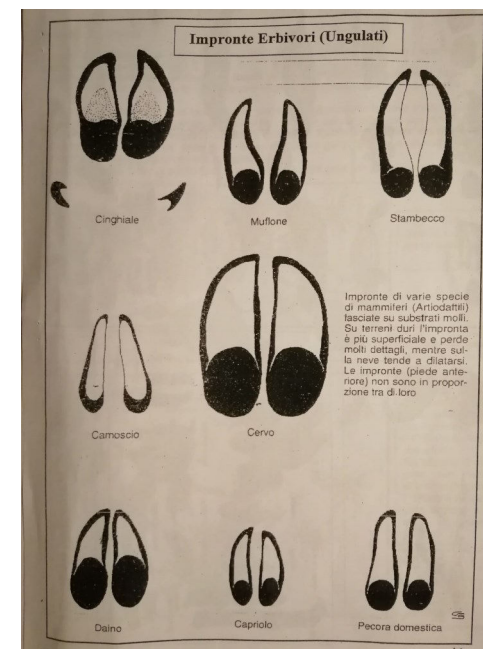 Impronte Erbivori (Ungulati)
Cinghiale
Muflone
Stambecco
Impronte di varie specie
di mammiferi (Artiodattili)
lasciate su substrati molli.
Su terreni duri l'impronta
è più superficiale e perde
molti dettagli, mentre sul-
la neve tende a dilatarsi.
Le impronte (piede ante-
riore) non sono in propor-
zione tra di loro
Camoscio
Cervo
Daino
Capriolo
Pecora domestica